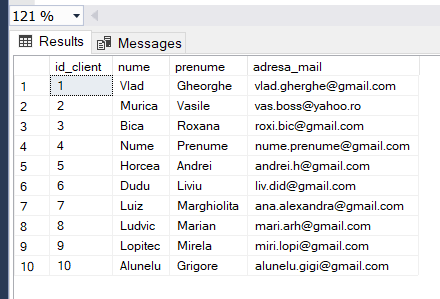 121 %
Results Messages
id_client nume prenume adresa_mail
1 1 Vlad Gheorghe vlad.gherghe@gmail.com
2 2 Murica Vasile vas.boss@yahoo.ro
3 3 Bica Roxana roxi.bic@gmail.com
4 4 Nume Prenume nume.prenume@gmail.com
5 5 Horcea Andrei andrei.h@gmail.com
6 6 Dudu Liviu liv.did@gmail.com
7 7 Luiz Marghiolita ana.alexandra@gmail.com
8 8 Ludvic Marian mari.arh@gmail.com
9 9 Lopitec Mirela miri.lopi@gmail.com
10 10 Alunelu Grigore alunelu.gigi@gmail.com